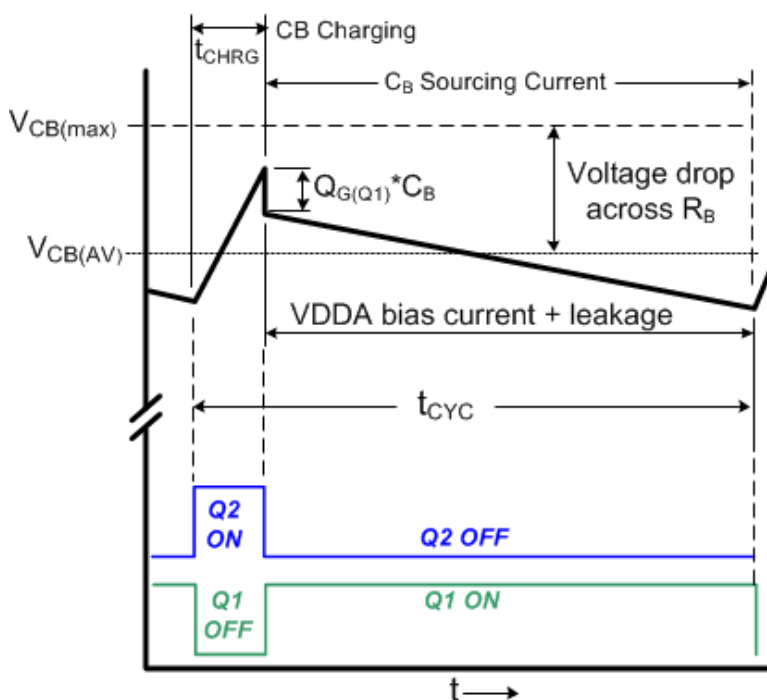 CB Charging
tCHRG
CB Sourcing Current
VCB(max)
QG(Q1)*CB
Voltage drop
across RB
VCB(AV)
VDDA bias current + leakage
tCYC
Q2
ON
Q2 OFF
Q1
OFF
Q1 ON
t